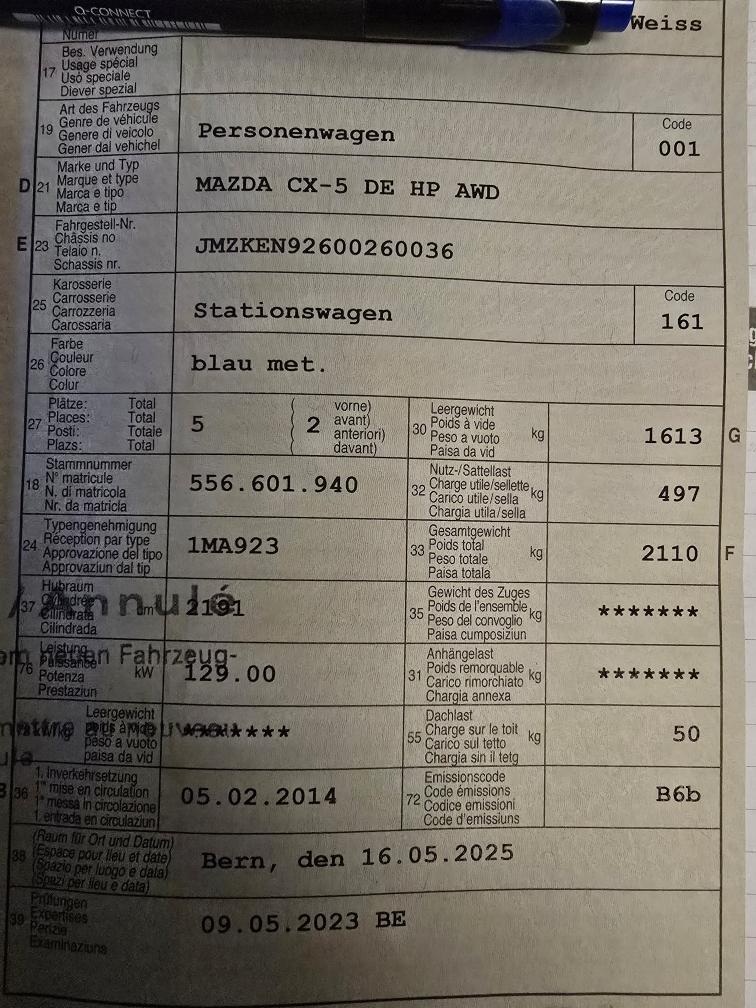 Q-CONNECT
Weiss
Numer
17 Bes. Verwendung
Usage spécial
Uso speciale
Diever spezial
19 Art des Fahrzeugs
Genre de véhicule
Genere di veicolo
Gener dal vehichel
Personenwagen
Code
001
D 21 Marke und Typ
Marque et type
Marca e tipo
Marca e tip
MAZDA CX-5 DE HP AWD
E 23 Fahrgestell-Nr.
Châssis no
Telaio n.
Schassis nr.
JMZKEN92600260036
25 Karosserie
Carrosserie
Carrozzeria
Carossaria
Stationswagen
Code
161
26 Farbe
Couleur
Colore
Colur
blau met.
27 Plätze: Total
Places: Total
Posti: Totale
Plazs: Total
5
2
vorne)
avant)
anteriori)
davant)
30 Leergewicht
Poids à vide
Peso a vuoto
Paisa da vid
kg
1613 G
18 Stammnummer
N° matricule
N. di matricola
Nr. da matricla
556.601.940
32 Nutz-/Sattellast
Charge utile/sellette
Carico utile/sella
Chargia utila/sella
kg
497
24 Typengenehmigung
Réception par type
Approvazione del tipo
Approvaziun dal tip
1MA923
33 Gesamtgewicht
Poids total
Peso totale
Paisa totala
kg
2110 F
37 Hubraum
Cilindrata
Cilindrada
/ Annulé
2191
35 Gewicht des Zuges
Poids de l'ensemble
Peso del convoglio
Paisa cumposiziun
kg
*******
76 Leistung
Puissance
Potenza
Prestaziun
kW
neuen Fahrzeug-
129.00
31 Anhängelast
Poids remorquable
Carico rimorchiato
Chargia annexa
kg
*******
Leergewicht
poids à vide
peso a vuoto
paisa da vid
*******
55 Dachlast
Charge sur le toit
Carico sul tetto
Chargia sin il tetg
kg
50
B 36 1. Inverkehrsetzung
1re mise en circulation
1a messa in circolazione
1. entrada en circulaziun
05.02.2014
72 Emissionscode
Code émissions
Codice emissioni
Code d'emissiuns
B6b
38 (Raum für Ort und Datum)
(Espace pour lieu et date)
(Spazio per luogo e data)
(Spazi per lieu e data)
Bern, den 16.05.2025
39 Prüfungen
Expertises
Perizie
Examinaziuns
09.05.2023 BE